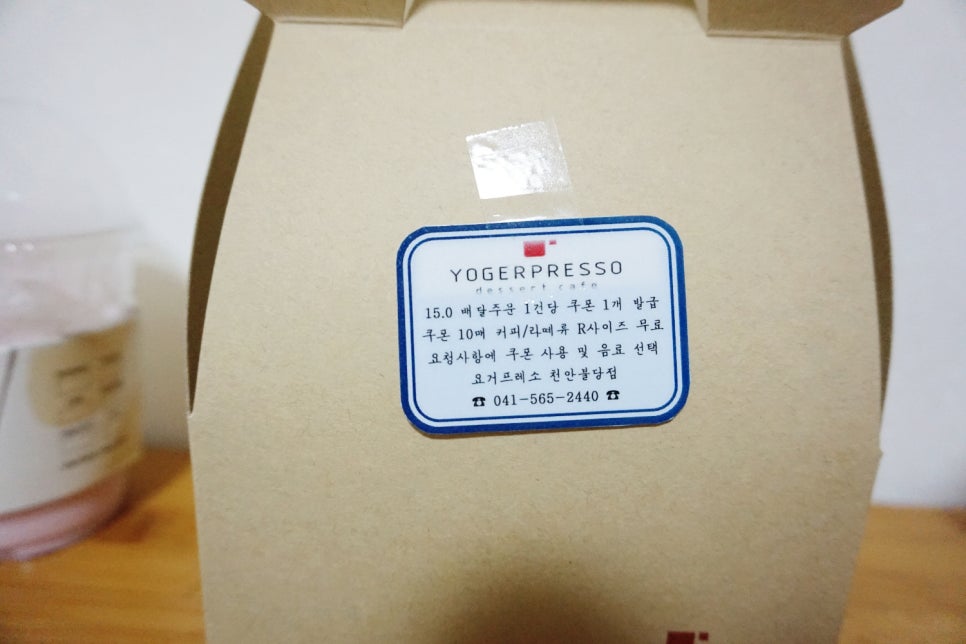 YOGERPRESSO
dessert cafe
15.0 배달주문 1건당 쿠폰 1개 발급
쿠폰 10매 커피/라떼류 R사이즈 무료
요청사항에 쿠폰 사용 및 음료 선택
요거프레소 천안불당점
☎ 041-565-2440 ☎